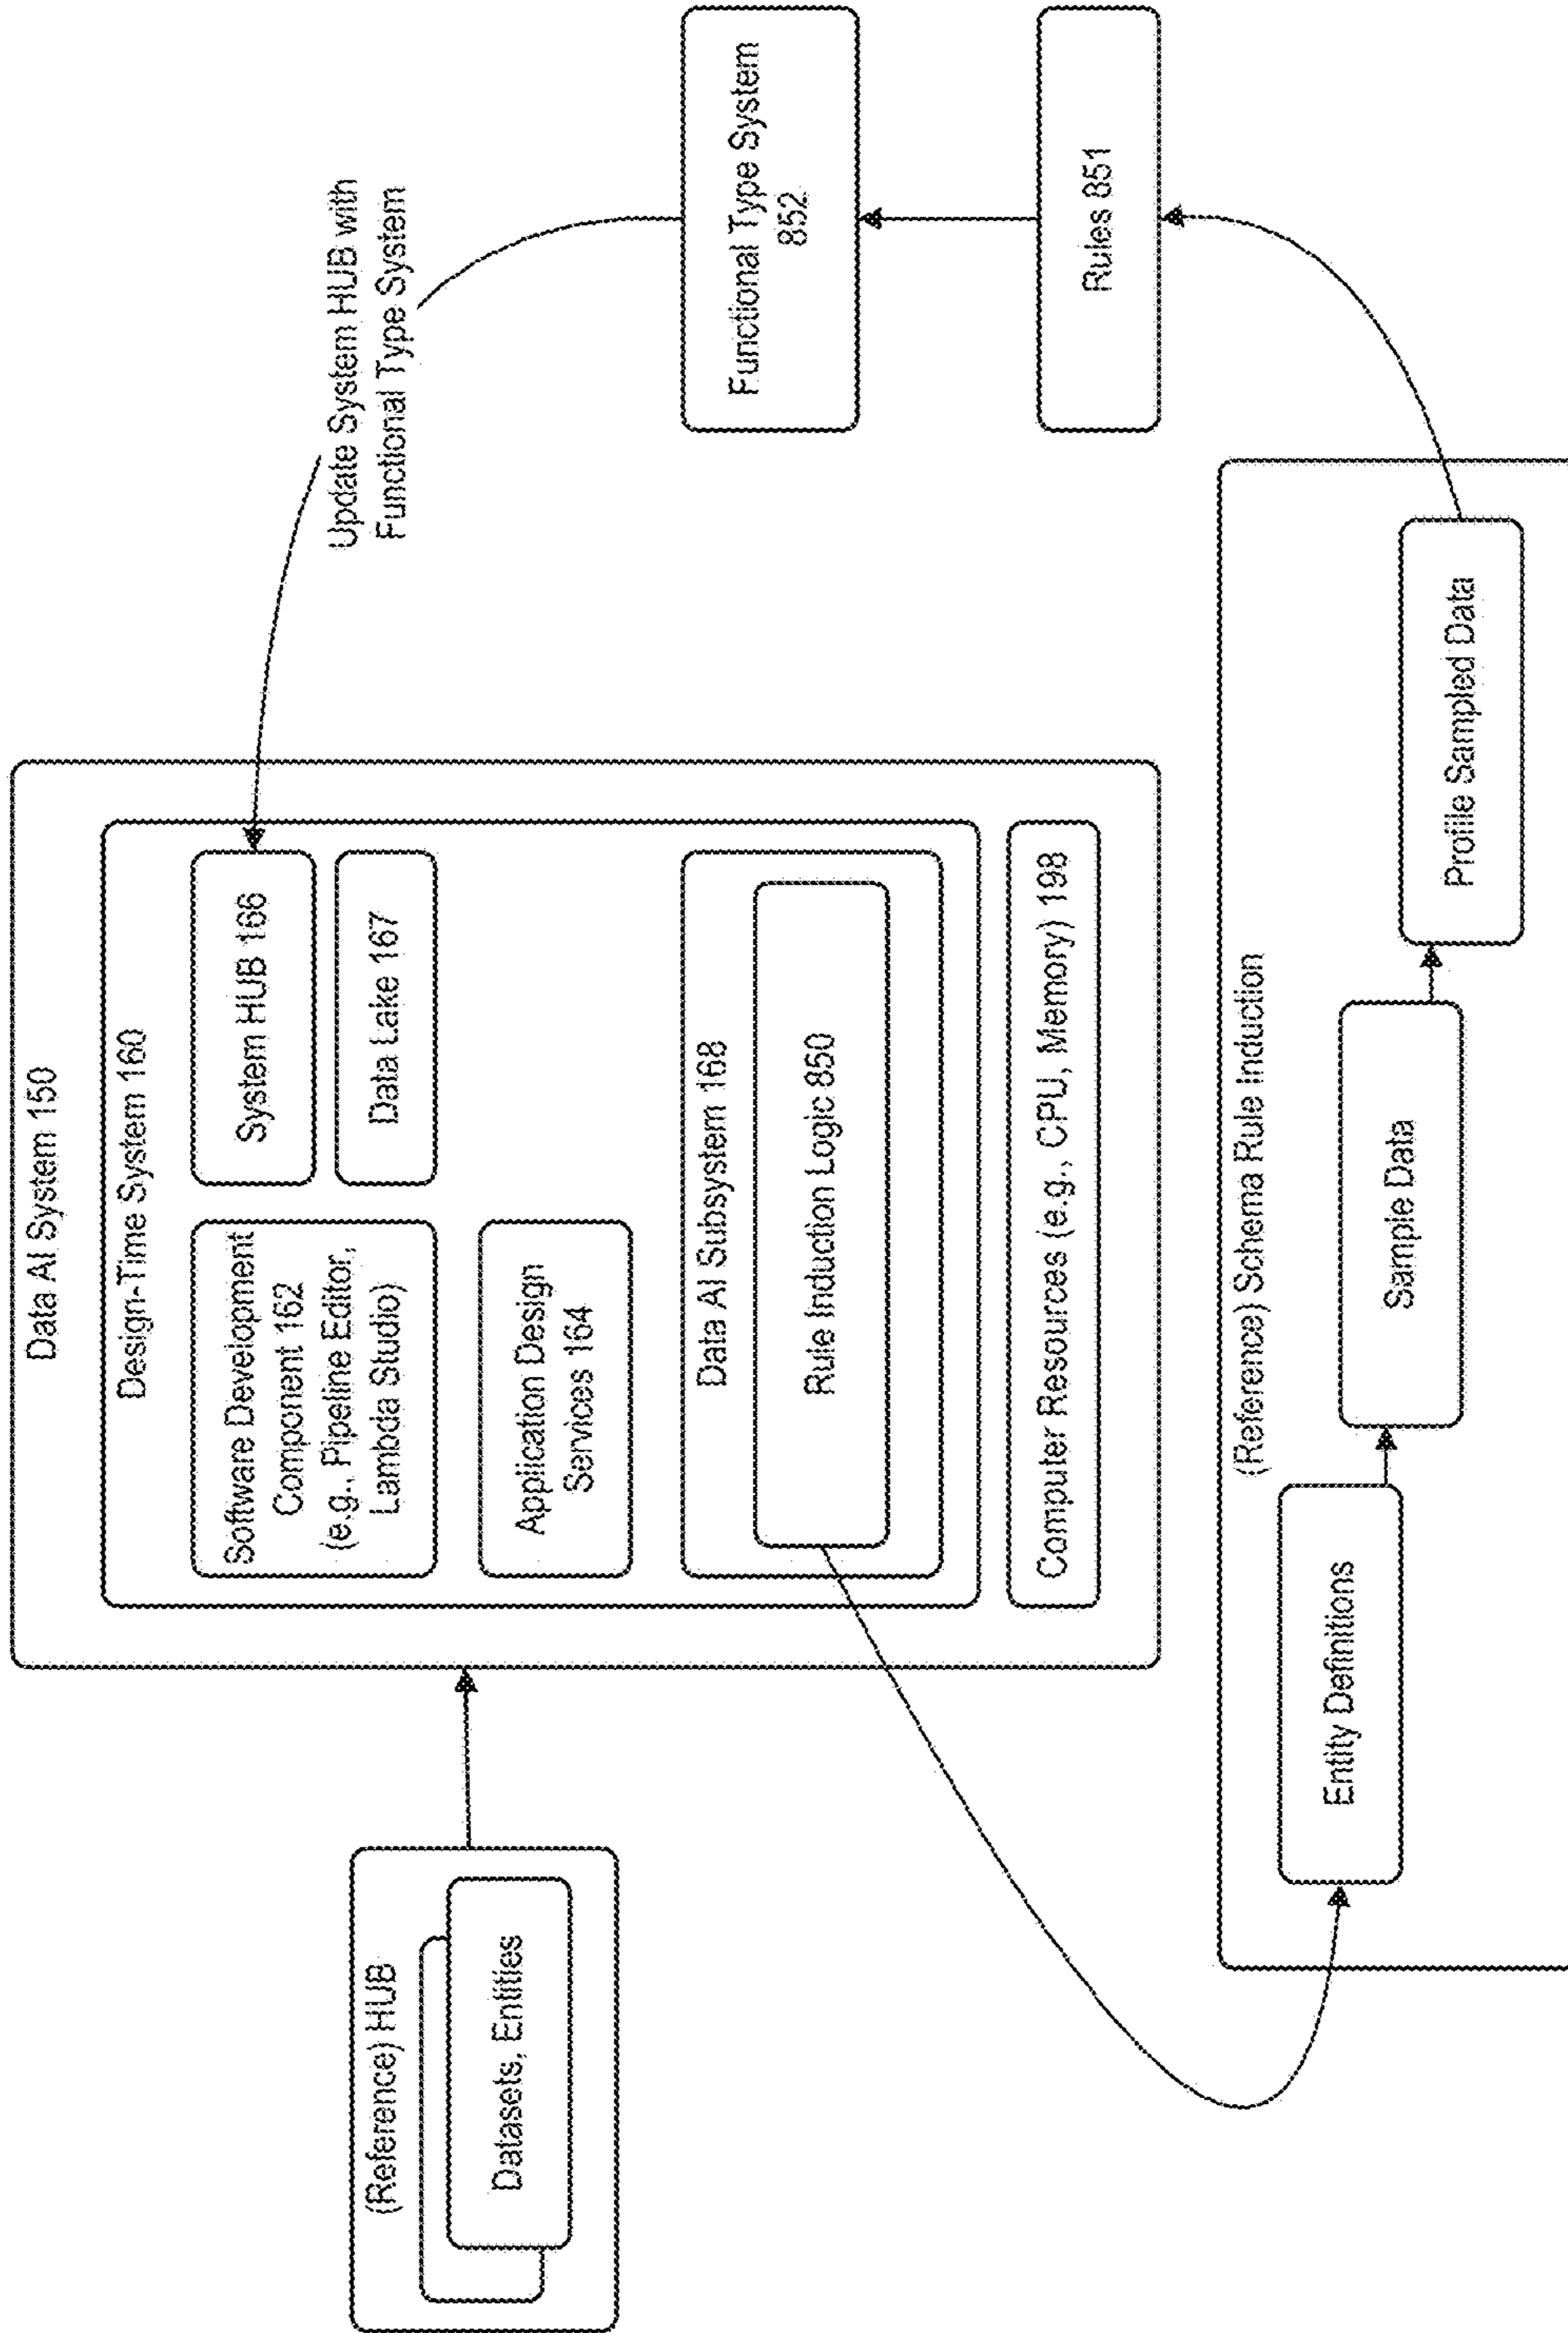 Data AI System 150
Design-Time System 160
Software Development
Component 162
(e.g., Pipeline Editor,
Lambda Studio)
System HUB 166
Data Lake 167
Application Design
Services 164
Data AI Subsystem 168
Rule Induction Logic 850
Computer Resources (e.g., CPU, Memory) 198
(Reference) HUB
Datasets, Entities
Update System HUB with
Functional Type System
Functional Type System
852
Rules 851
(Reference) Schema Rule Induction
Entity Definitions
Sample Data
Profile Sampled Data